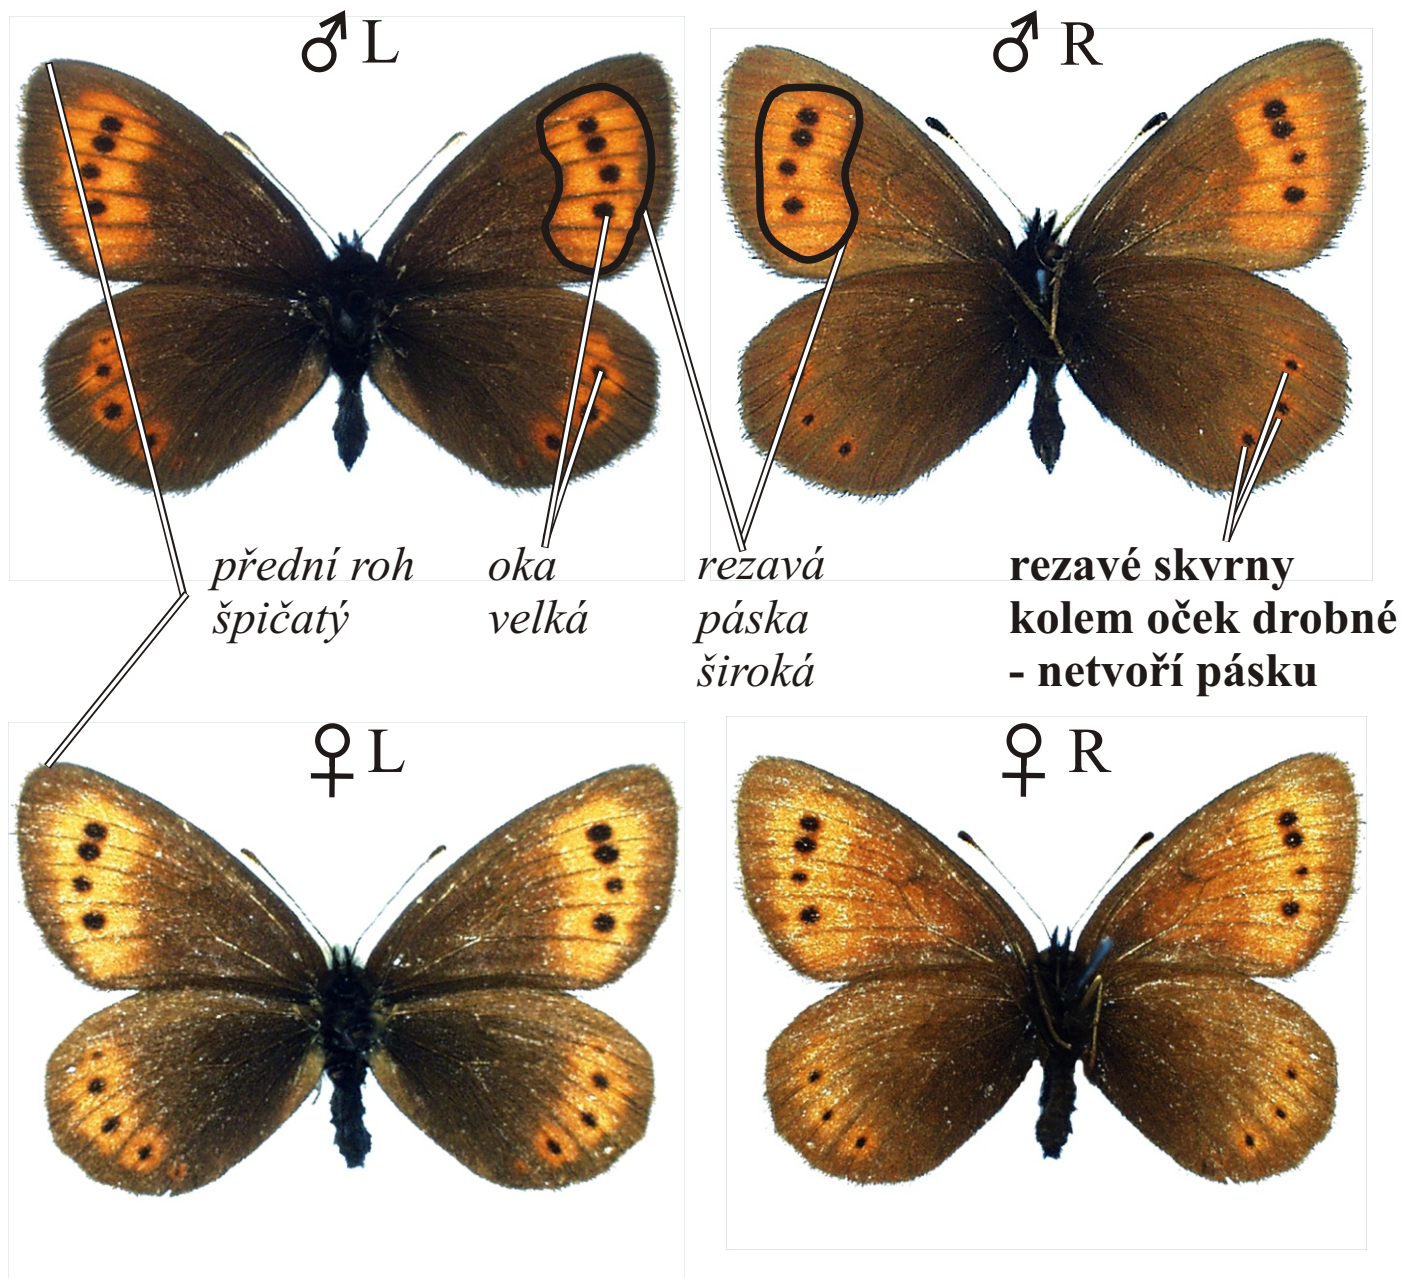 ♂ L
♂ R
přední roh
špičatý
oka
velká
rezavá
páska
široká
rezavé skvrny
kolem oček drobné
- netvoří pásku
♀ L
♀ R